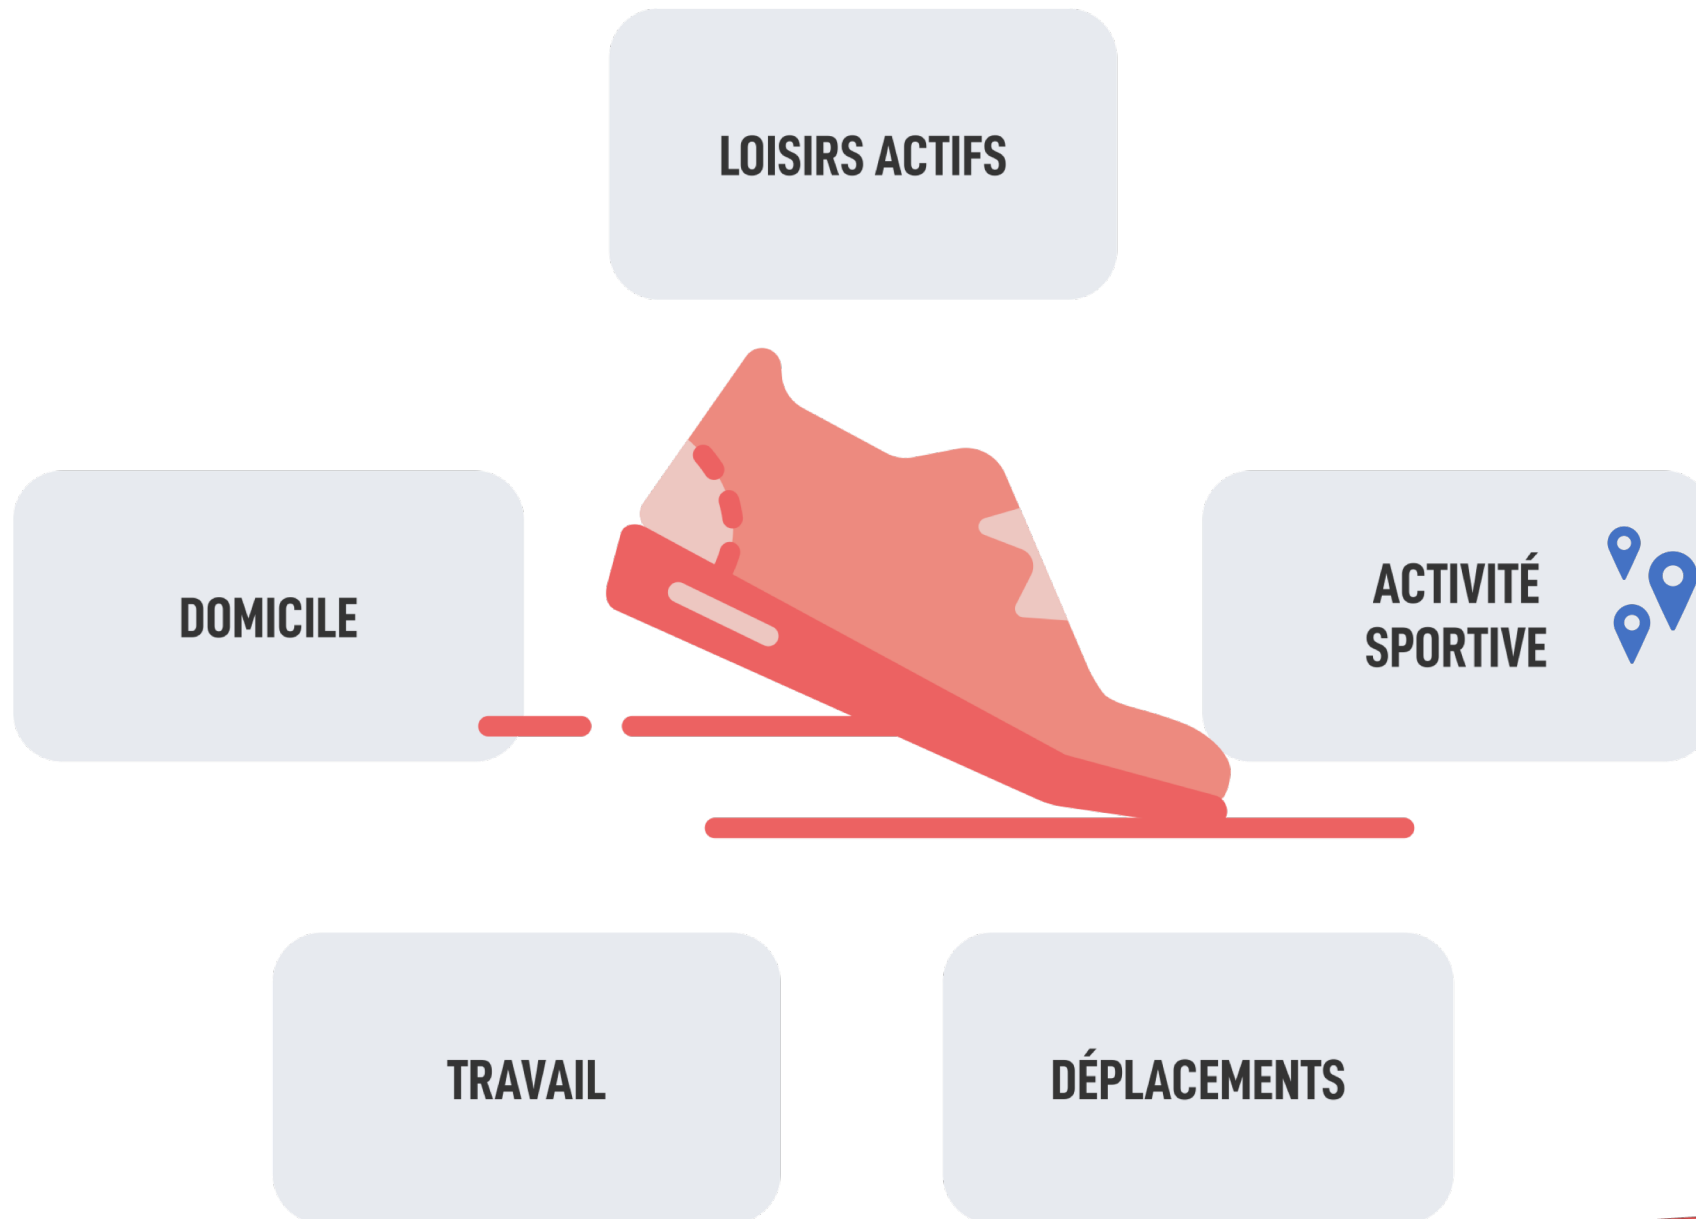 LOISIRS ACTIFS
DOMICILE
ACTIVITÉ
SPORTIVE
TRAVAIL
DÉPLACEMENTS